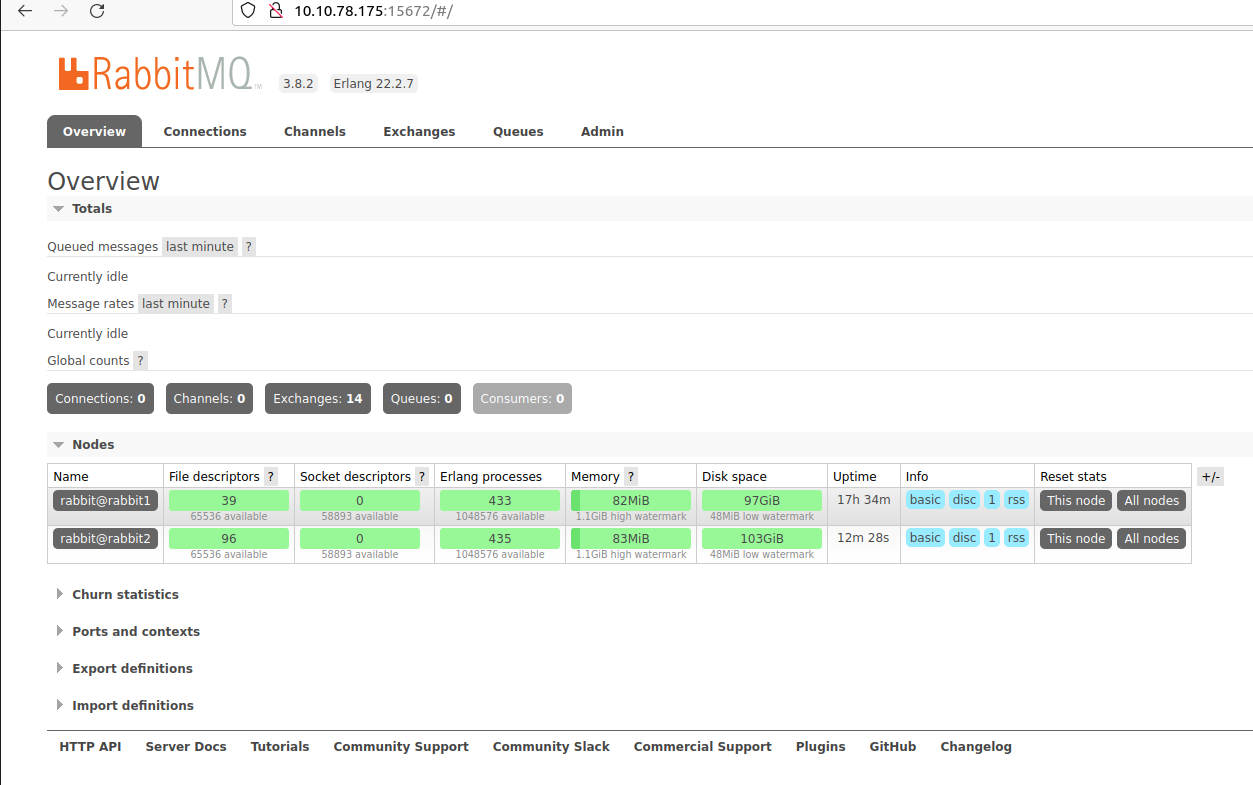 10.10.78.175:15672/#/
RabbitMQ TM 3.8.2 Erlang 22.2.7
Overview Connections Channels Exchanges Queues Admin
Overview
Totals
Queued messages last minute ?
Currently idle
Message rates last minute ?
Currently idle
Global counts ?
Connections: 0 Channels: 0 Exchanges: 14 Queues: 0 Consumers: 0
Nodes
Name File descriptors ? Socket descriptors ? Erlang processes Memory ? Disk space Uptime Info Reset stats +/-
rabbit@rabbit1 39 0 433 82MiB 97GiB 17h 34m basic disc 1 rss This node All nodes
65536 available 58893 available 1048576 available 1.1GiB high watermark 48MiB low watermark
rabbit@rabbit2 96 0 435 83MiB 103GiB 12m 28s basic disc 1 rss This node All nodes
65536 available 58893 available 1048576 available 1.1GiB high watermark 48MiB low watermark
Churn statistics
Ports and contexts
Export definitions
Import definitions
HTTP API Server Docs Tutorials Community Support Community Slack Commercial Support Plugins GitHub Changelog